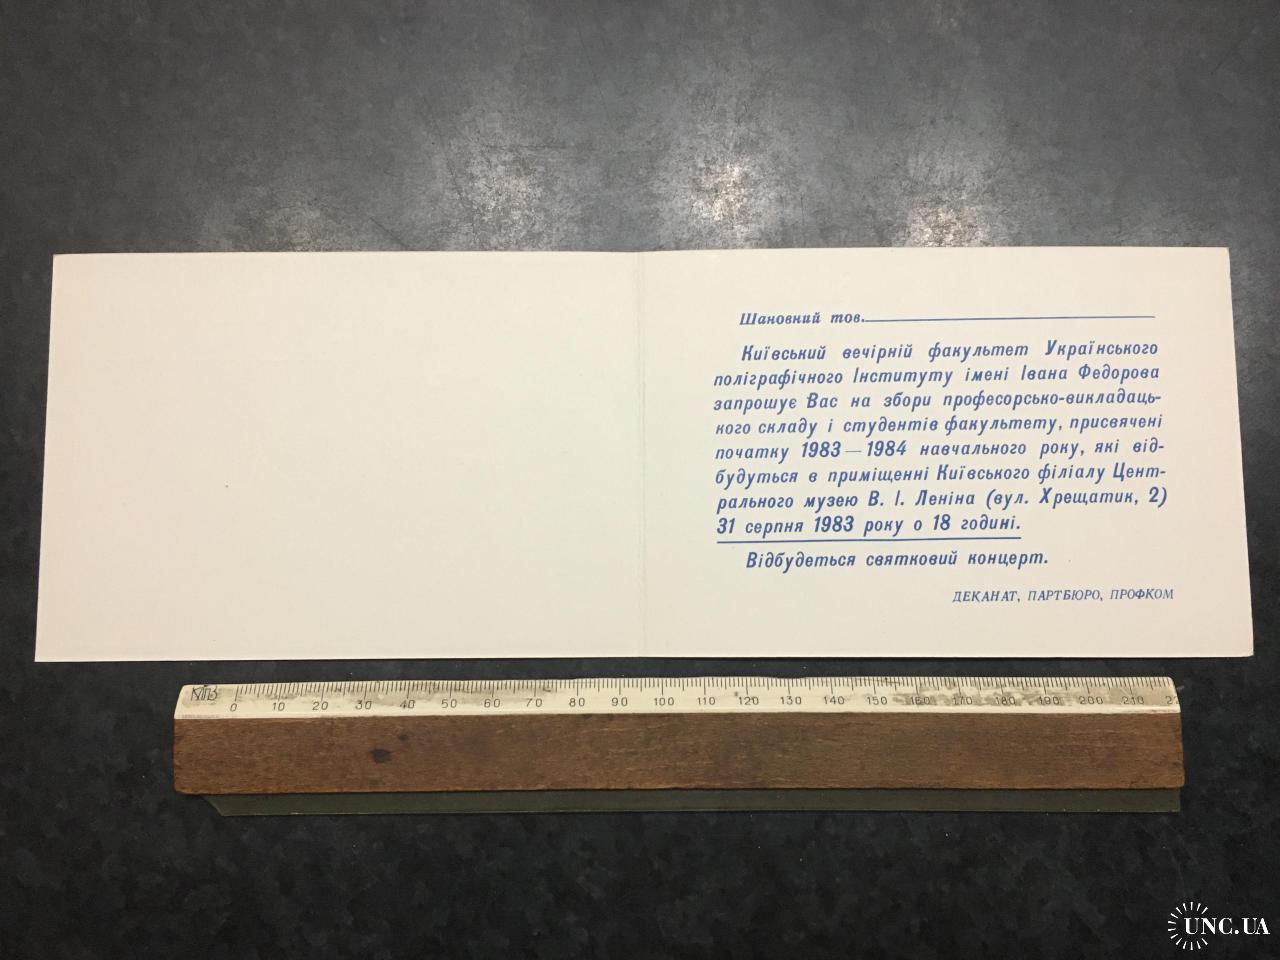 Шановний тов.
Київський вечірній факультет Українського
поліграфічного Інституту імені Івана Федорова
запрошує Вас на збори професорсько-викладаць-
кого складу і студентів факультету, присвячені
початку 1983—1984 навчального року, які від-
будуться в приміщенні Київського філіалу Цент-
рального музею В. І. Леніна (вул. Хрещатик, 2)
31 серпня 1983 року о 18 годині.
Відбудеться святковий концерт.
ДЕКАНАТ, ПАРТБЮРО, ПРОФКОМ
0 10 20 30 40 50 60 70 80 90 100 110 120 130 140 150 160 170 180 190 200 210
UNC.UA